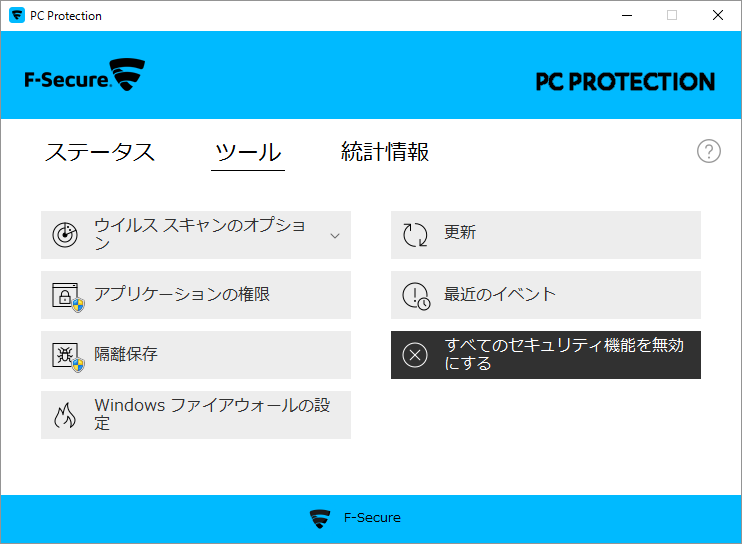 PC Protection
F-Secure.
PC PROTECTION
ステータス
ツール
統計情報
?
ウイルス スキャンのオプショ
ン
アプリケーションの権限
隔離保存
Windows ファイアウォールの設
定
更新
最近のイベント
すべてのセキュリティ機能を無効
にする
F-Secure